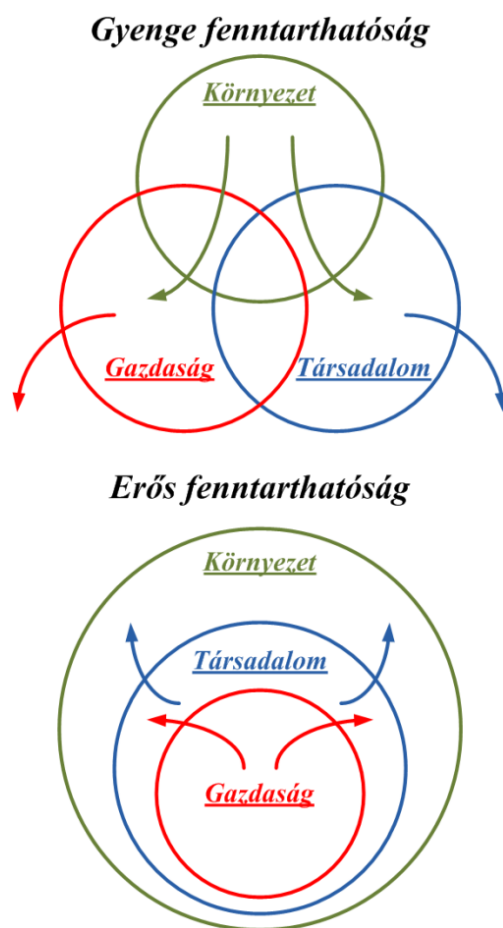 Gyenge fenntarthatóság
Környezet
Gazdaság
Társadalom
Erős fenntarthatóság
Környezet
Társadalom
Gazdaság